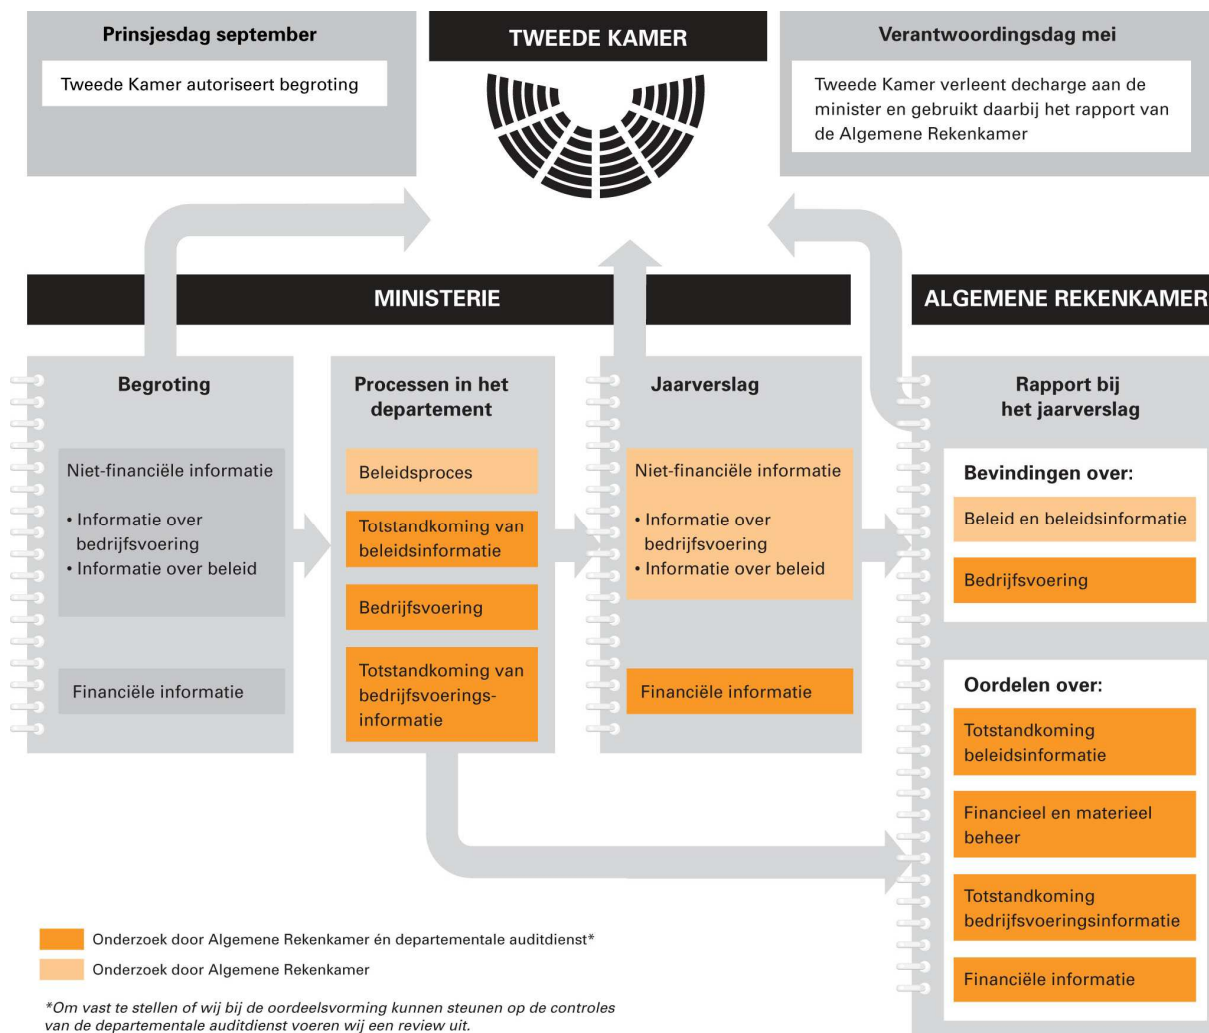 Prinsjesdag september
Tweede Kamer autoriseert begroting
TWEEDE KAMER
Verantwoordingsdag mei
Tweede Kamer verleent decharge aan de
minister en gebruikt daarbij het rapport van
de Algemene Rekenkamer
MINISTERIE
ALGEMENE REKENKAMER
Begroting
Niet-financiële informatie
• Informatie over
bedrijfsvoering
• Informatie over beleid
Financiële informatie
Processen in het
departement
Beleidsproces
Totstandkoming van
beleidsinformatie
Bedrijfsvoering
Totstandkoming van
bedrijfsvoerings-
informatie
Jaarverslag
Niet-financiële informatie
• Informatie over
bedrijfsvoering
• Informatie over beleid
Financiële informatie
Rapport bij
het jaarverslag
Bevindingen over:
Beleid en beleidsinformatie
Bedrijfsvoering
Oordelen over:
Totstandkoming
beleidsinformatie
Financieel en materieel
beheer
Totstandkoming
bedrijfsvoeringsinformatie
Financiële informatie
Onderzoek door Algemene Rekenkamer én departementale auditdienst*
Onderzoek door Algemene Rekenkamer
*Om vast te stellen of wij bij de oordeelsvorming kunnen steunen op de controles
van de departementale auditdienst voeren wij een review uit.